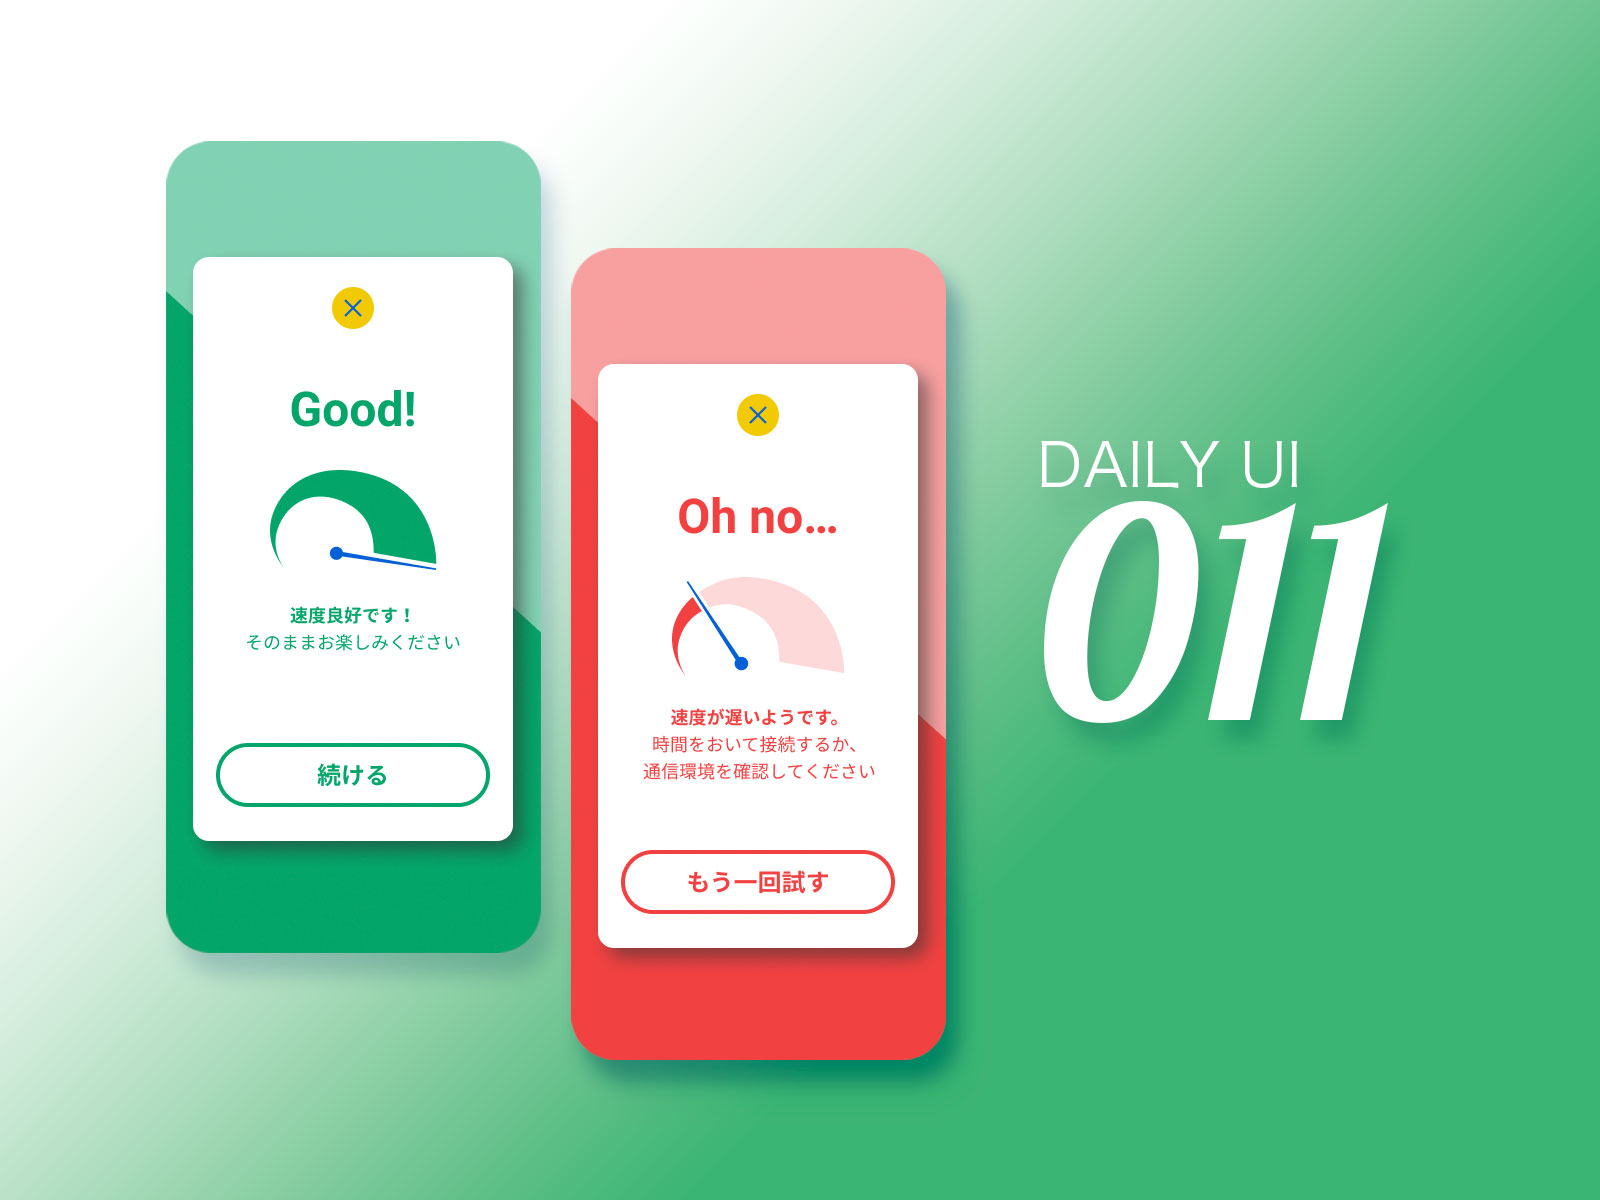 Good!
速度良好です！
そのままお楽しみください
続ける
Oh no...
速度が遅いようです。
時間をおいて接続するか、
通信環境を確認してください
もう一回試す
DAILY UI
011